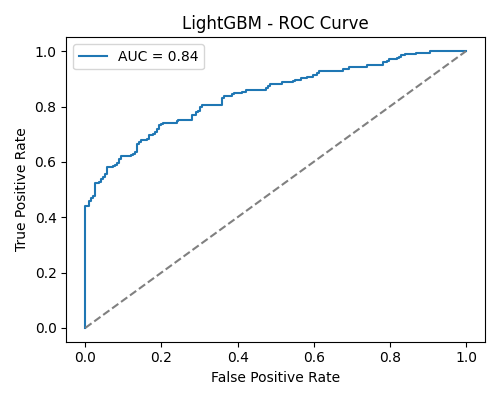 LightGBM - ROC Curve
AUC = 0.84
True Positive Rate
1.0
0.8
0.6
0.4
0.2
0.0
0.0 0.2 0.4 0.6 0.8 1.0
False Positive Rate